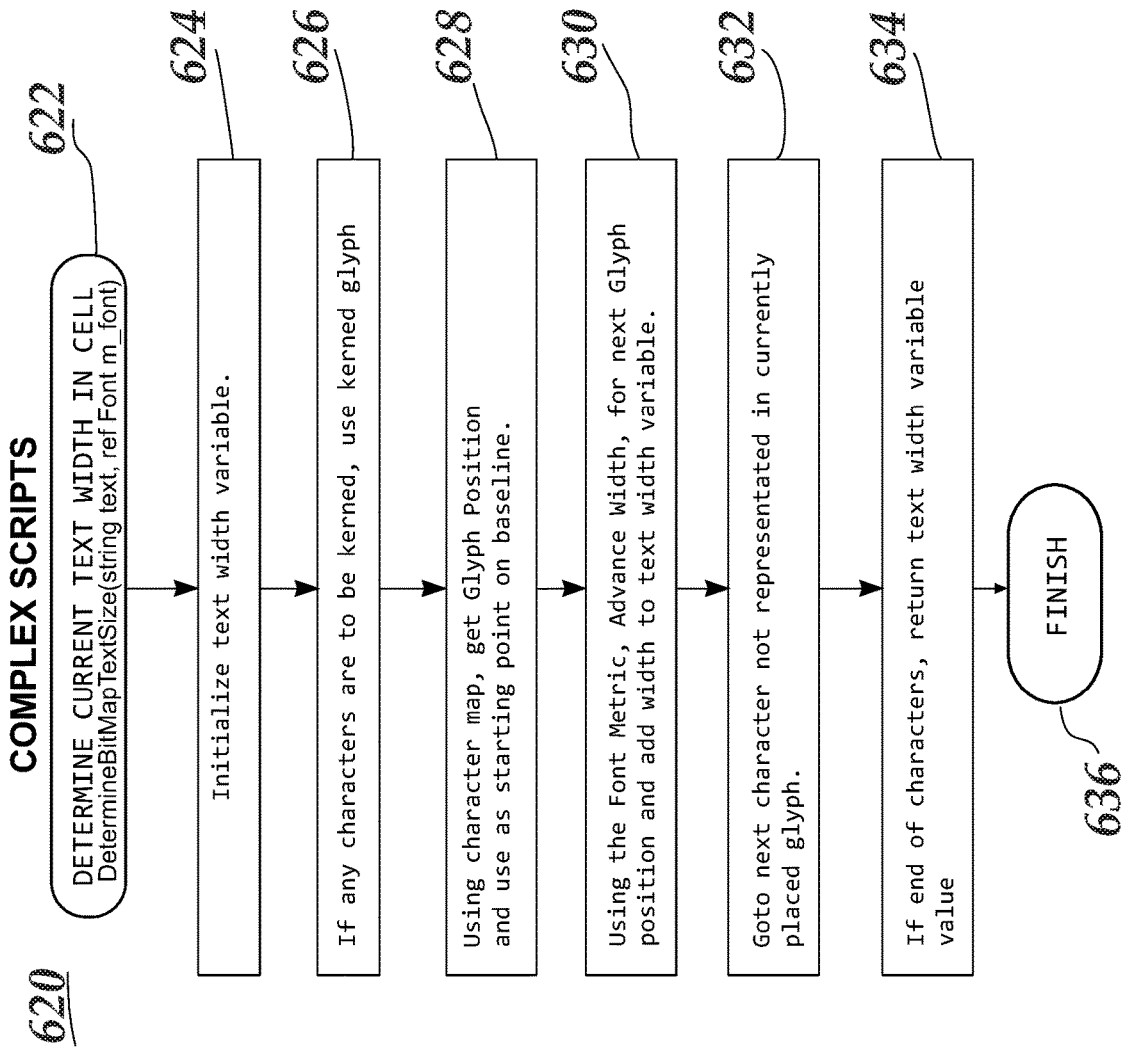 620
COMPLEX SCRIPTS
DETERMINE CURRENT TEXT WIDTH IN CELL
DetermineBitMapTextSize(string text, ref Font m_font)
622
Initialize text width variable.
624
If any characters are to be kerned, use kerned glyph
626
Using character map, get Glyph Position
and use as starting point on baseline.
628
Using the Font Metric, Advance Width, for next Glyph
position and add width to text width variable.
630
Goto next character not representated in currently
placed glyph.
632
If end of characters, return text width variable
value
634
FINISH
636